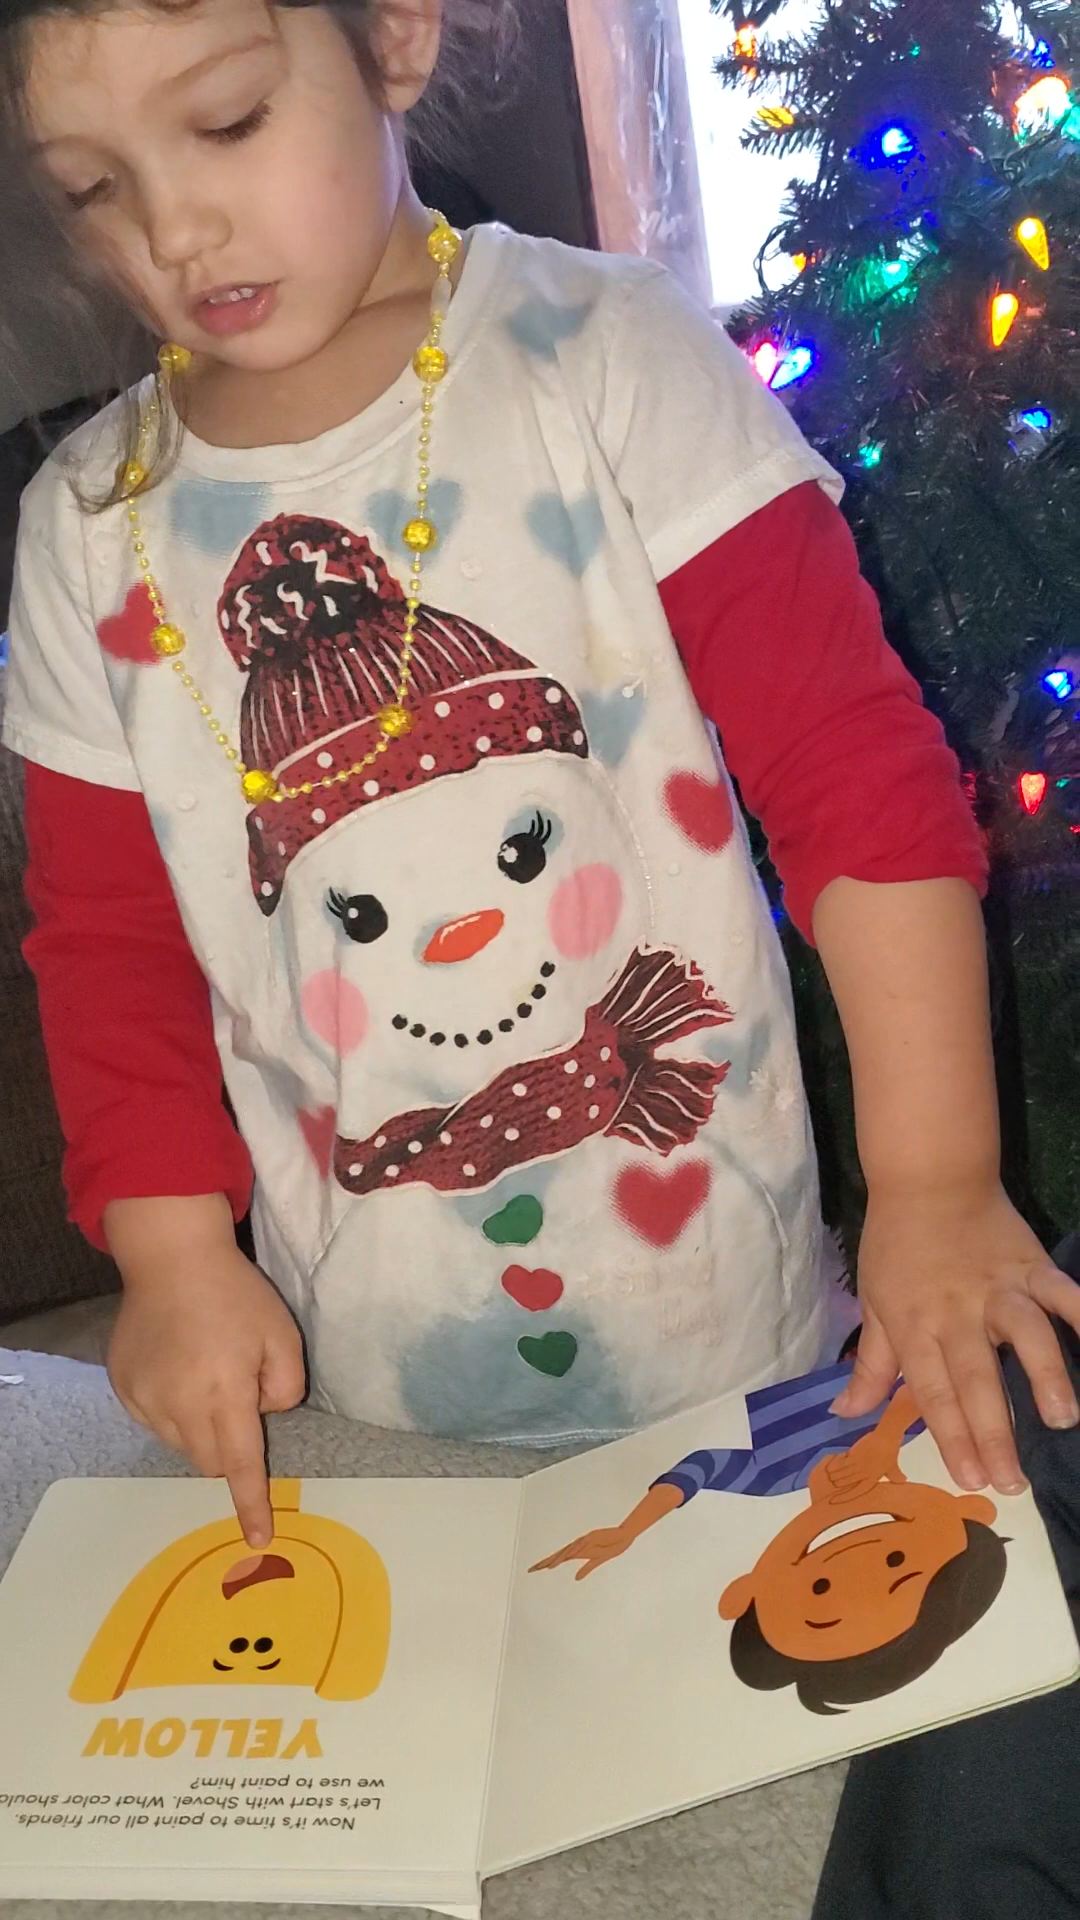 Now it's time to paint all our friends.
Let's start with Shovel. What color should
we use to paint him?
YELLOW